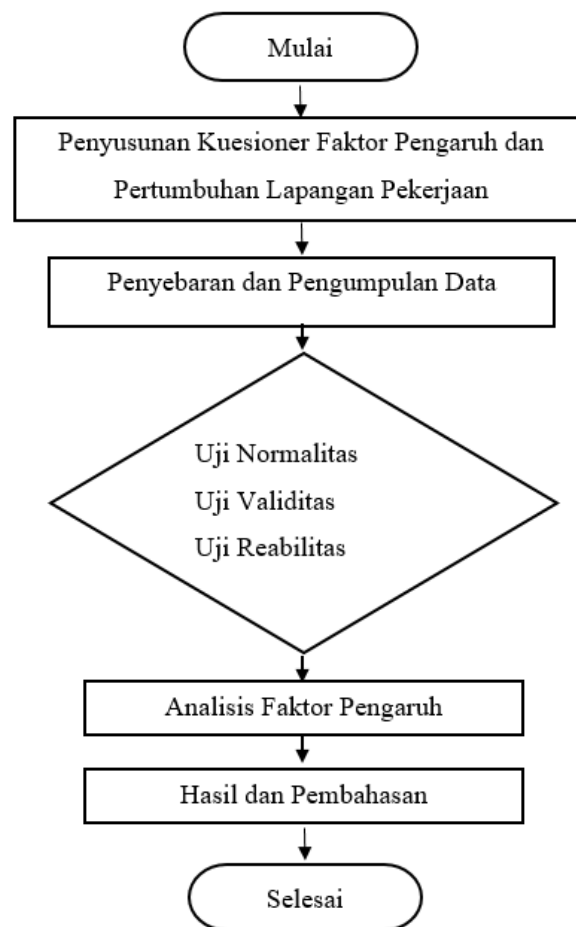 Mulai
Penyusunan Kuesioner Faktor Pengaruh dan
Pertumbuhan Lapangan Pekerjaan
Penyebaran dan Pengumpulan Data
Uji Normalitas
Uji Validitas
Uji Reabilitas
Analisis Faktor Pengaruh
Hasil dan Pembahasan
Selesai